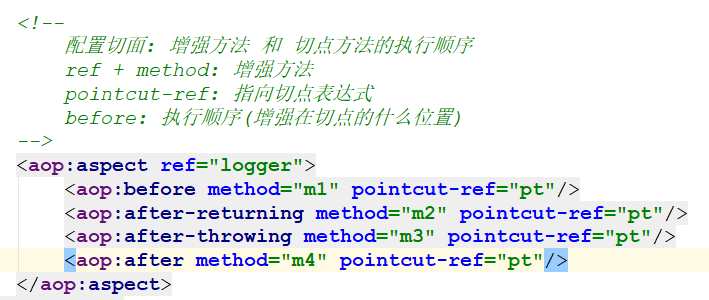 <!--
配置切面: 增强方法 和 切点方法的执行顺序
ref + method: 增强方法
pointcut-ref: 指向切点表达式
before: 执行顺序(增强在切点的什么位置)
-->
<aop:aspect ref="logger">
<aop:before method="m1" pointcut-ref="pt"/>
<aop:after-returning method="m2" pointcut-ref="pt"/>
<aop:after-throwing method="m3" pointcut-ref="pt"/>
<aop:after method="m4" pointcut-ref="pt"/>
</aop:aspect>